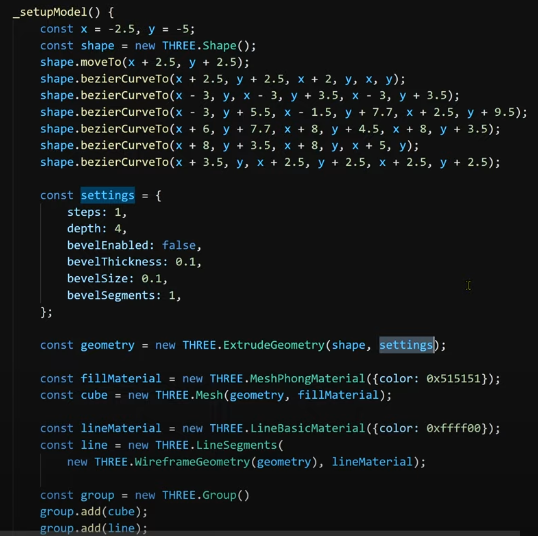 _setupModel() {
const x = -2.5, y = -5;
const shape = new THREE.Shape();
shape.moveTo(x + 2.5, y + 2.5);
shape.bezierCurveTo(x + 2.5, y + 2.5, x + 2, y, x, y);
shape.bezierCurveTo(x - 3, y, x - 3, y + 3.5, x - 3, y + 3.5);
shape.bezierCurveTo(x - 3, y + 5.5, x - 1.5, y + 7.7, x + 2.5, y + 9.5);
shape.bezierCurveTo(x + 6, y + 7.7, x + 8, y + 4.5, x + 8, y + 3.5);
shape.bezierCurveTo(x + 8, y + 3.5, x + 8, y, x + 5, y);
shape.bezierCurveTo(x + 3.5, y, x + 2.5, y + 2.5, x + 2.5, y + 2.5);
const settings = {
steps: 1,
depth: 4,
bevelEnabled: false,
bevelThickness: 0.1,
bevelSize: 0.1,
bevelSegments: 1,
};
const geometry = new THREE.ExtrudeGeometry(shape, settings);
const fillMaterial = new THREE.MeshPhongMaterial({color: 0x515151});
const cube = new THREE.Mesh(geometry, fillMaterial);
const lineMaterial = new THREE.LineBasicMaterial({color: 0xffff00});
const line = new THREE.LineSegments(
new THREE.WireframeGeometry(geometry), lineMaterial);
const group = new THREE.Group()
group.add(cube);
group.add(line);